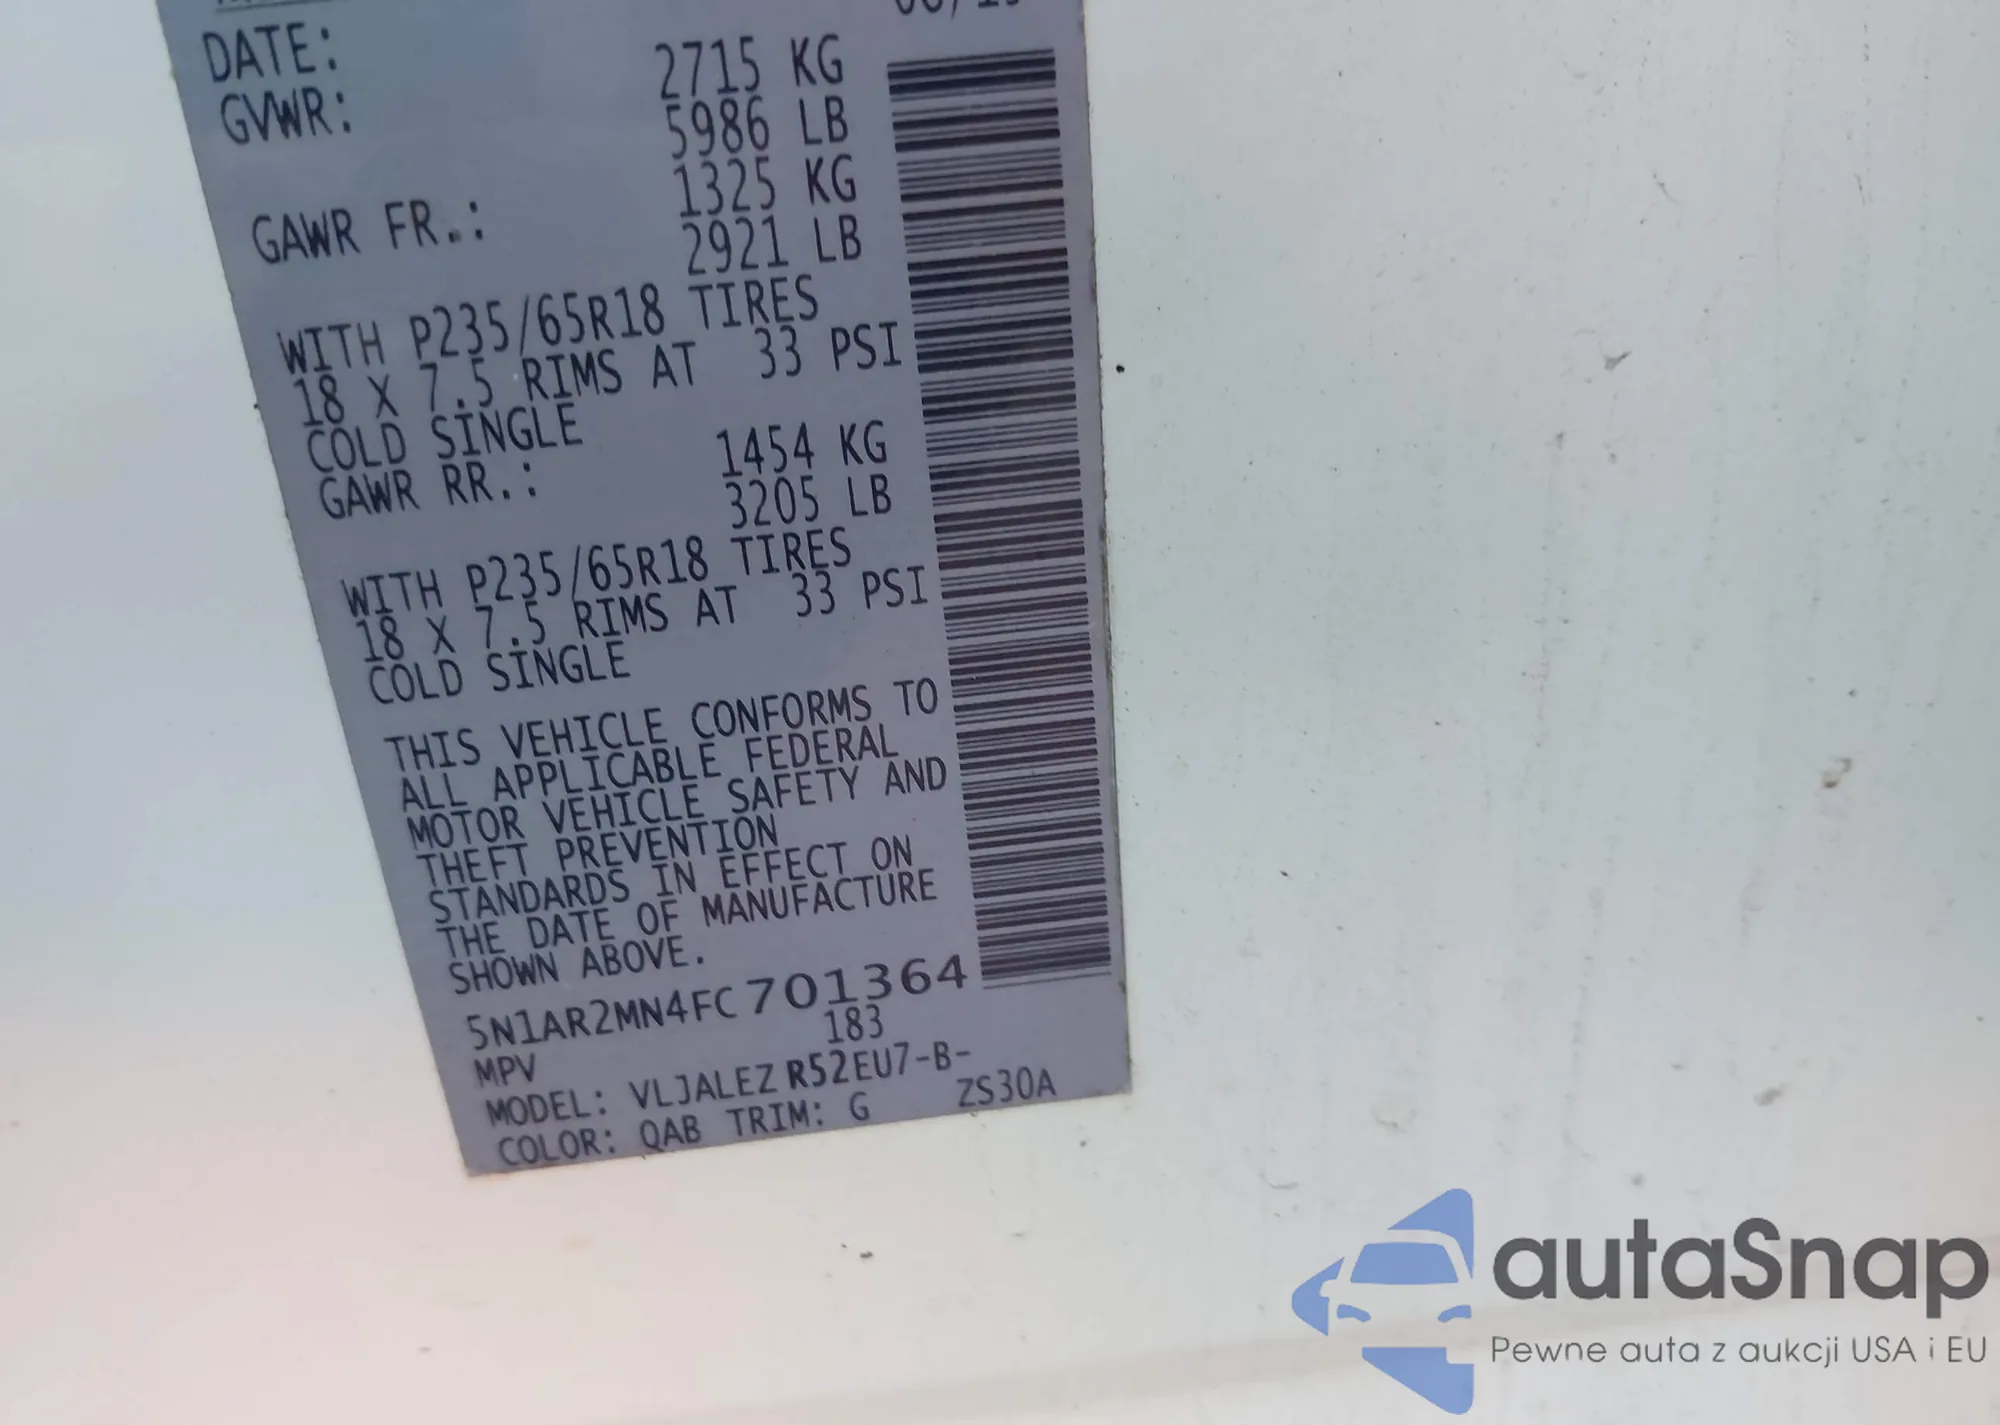 DATE:
GVWR: 2715 KG
5986 LB
GAWR FR.: 1325 KG
2921 LB
WITH P235/65R18 TIRES
18 X 7.5 RIMS AT 33 PSI
COLD SINGLE
GAWR RR.: 1454 KG
3205 LB
WITH P235/65R18 TIRES
18 X 7.5 RIMS AT 33 PSI
COLD SINGLE
THIS VEHICLE CONFORMS TO
ALL APPLICABLE FEDERAL
MOTOR VEHICLE SAFETY AND
THEFT PREVENTION
STANDARDS IN EFFECT ON
THE DATE OF MANUFACTURE
SHOWN ABOVE.
5N1AR2MN4FC701364
MPV 183
MODEL: VLJALEZ R52EU7-B-
COLOR: QAB TRIM: G ZS30A
autaSnap
Pewne auta z aukcji USA i EU